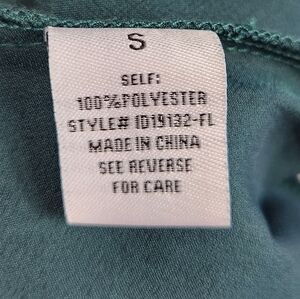 S
SELF:
100%POLYESTER
STYLE# ID19132-FL
MADE IN CHINA
SEE REVERSE
FOR CARE